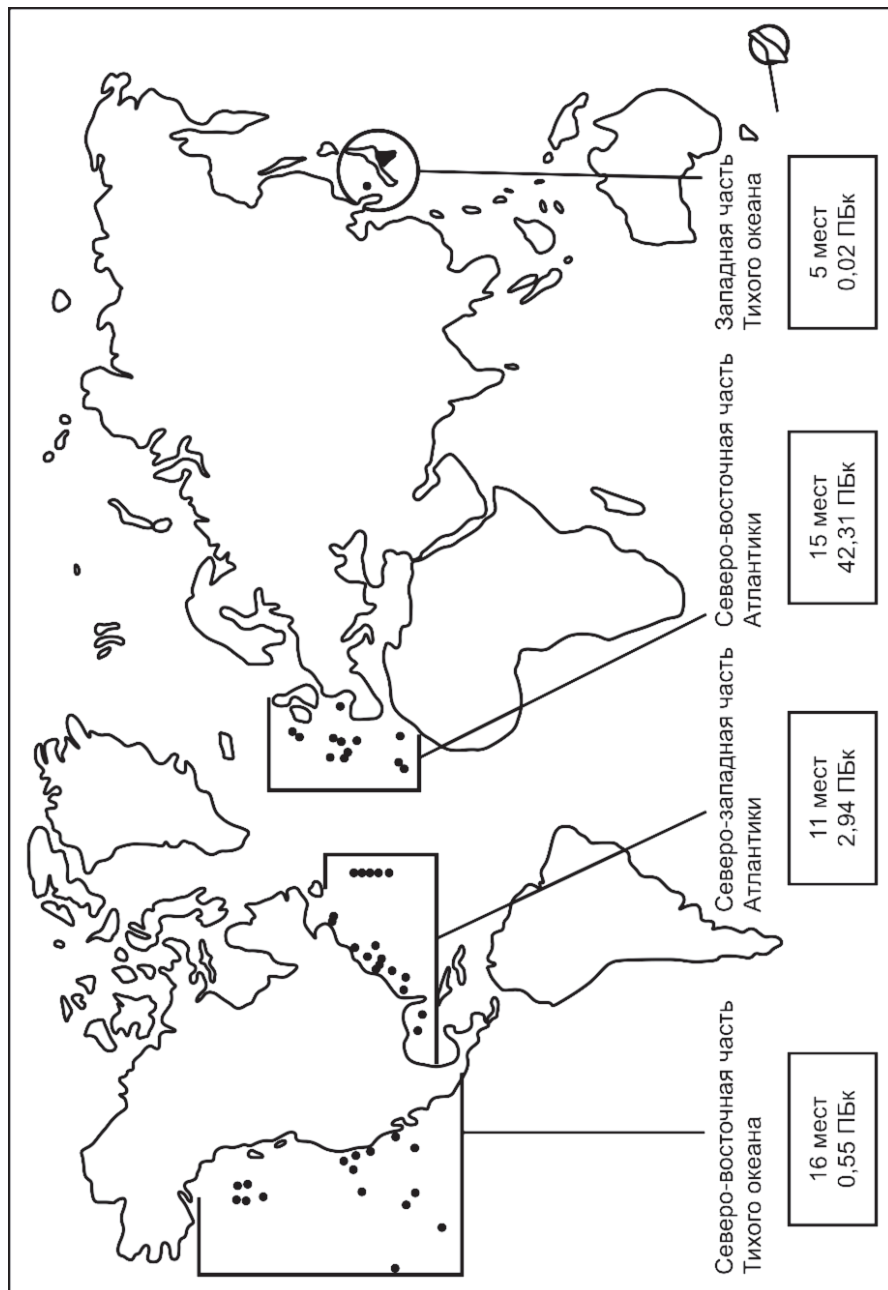 Северо-восточная часть
Тихого океана
16 мест
0,55 ПБк
Северо-западная часть
Атлантики
11 мест
2,94 ПБк
Северо-восточная часть
Атлантики
15 мест
42,31 ПБк
Западная часть
Тихого океана
5 мест
0,02 ПБк